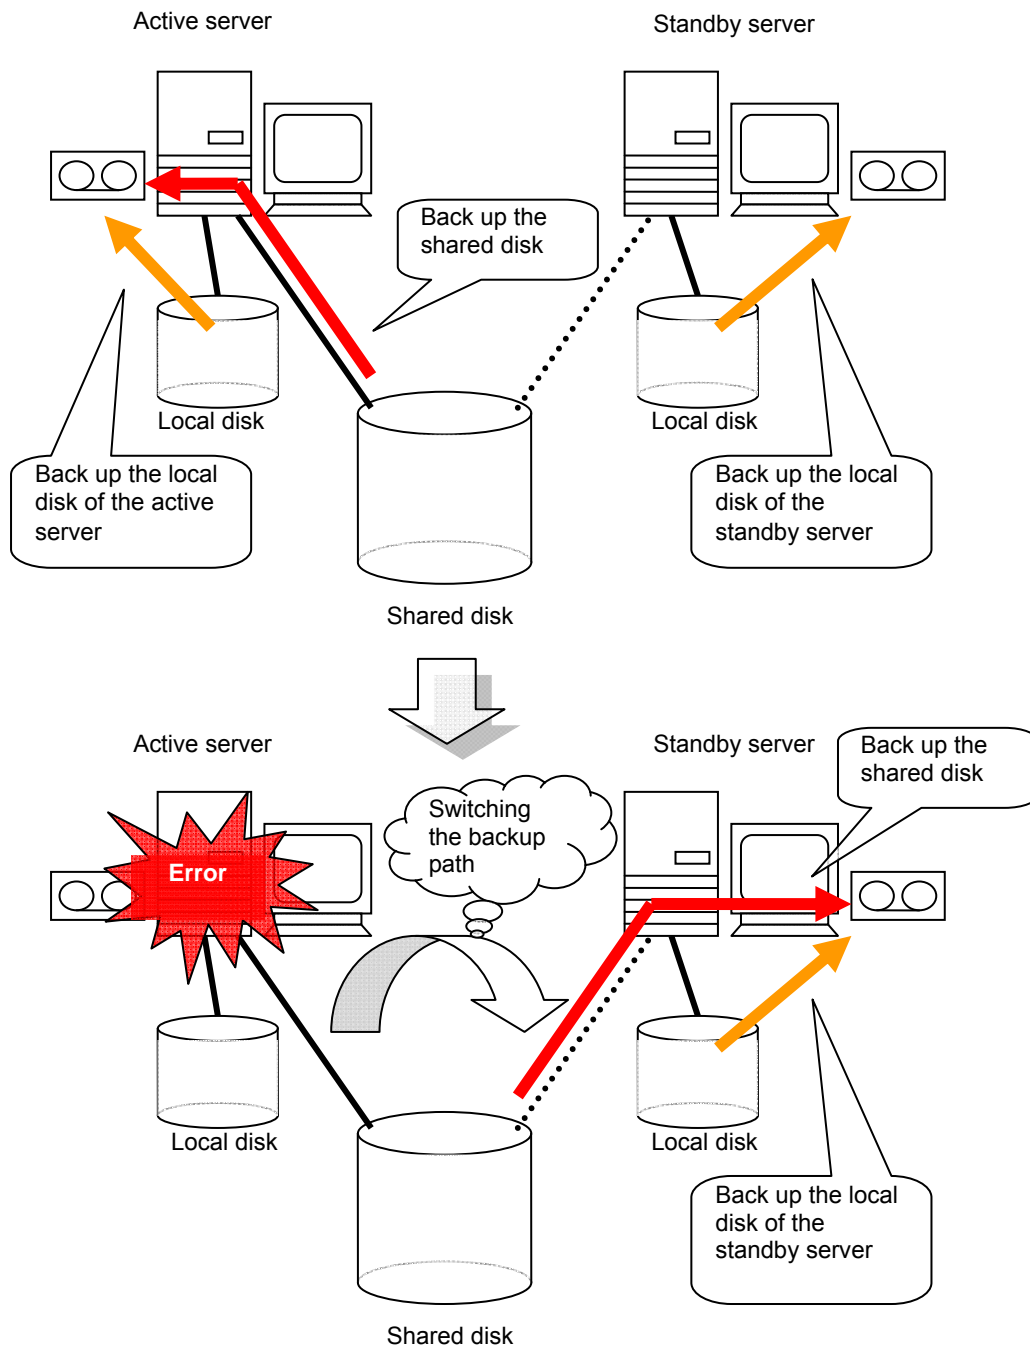 Active server
Standby server
Back up the
shared disk
Local disk
Local disk
Back up the local
disk of the active
server
Back up the local
disk of the
standby server
Shared disk
Active server
Standby server
Back up the
shared disk
Switching
the backup
path
Error
Local disk
Local disk
Back up the local
disk of the
standby server
Shared disk